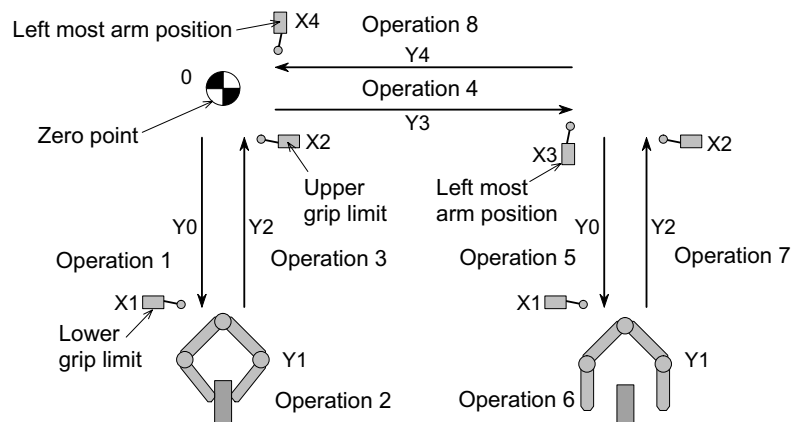 Left most arm position
X4
Operation 8
Y4
0
Operation 4
Zero point
Y3
X2
X3
X2
Upper
grip limit
Left most
arm position
Y0
Y2
Y0
Y2
Operation 1
Operation 3
Operation 5
Operation 7
X1
X1
Lower
grip limit
Y1
Y1
Operation 2
Operation 6